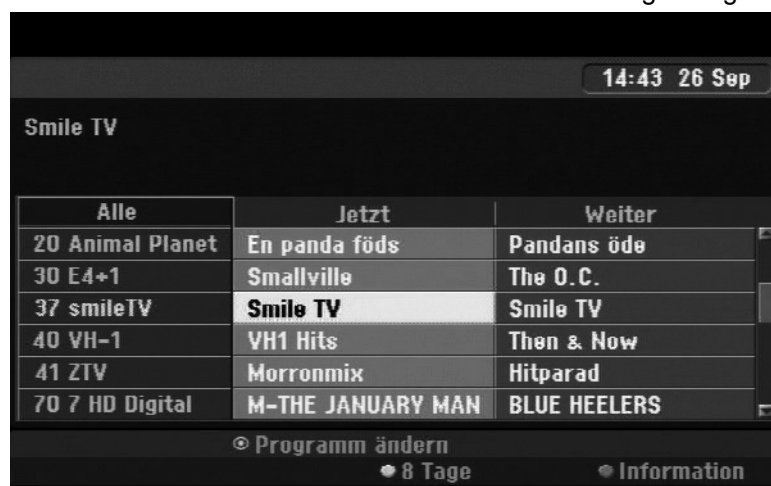 14:43 26 Sep
Smile TV
Alle Jetzt Weiter
20 Animal Planet En panda föds Pandans öde
30 E4+1 Smallville The O.C.
37 smileTV Smile TV Smile TV
40 VH-1 VH1 Hits Then & Now
41 ZTV Morronmix Hitparad
70 7 HD Digital M-THE JANUARY MAN BLUE HEELERS
Programm ändern
8 Tage Information